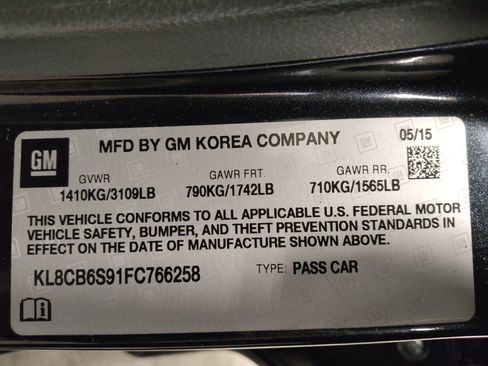 GM
MFD BY GM KOREA COMPANY
05/15
GVWR GAWR FRT. GAWR RR.
1410KG/3109LB 790KG/1742LB 710KG/1565LB
THIS VEHICLE CONFORMS TO ALL APPLICABLE U.S. FEDERAL MOTOR
VEHICLE SAFETY, BUMPER, AND THEFT PREVENTION STANDARDS IN
EFFECT ON THE DATE OF MANUFACTURE SHOWN ABOVE.
KL8CB6S91FC766258 TYPE: PASS CAR